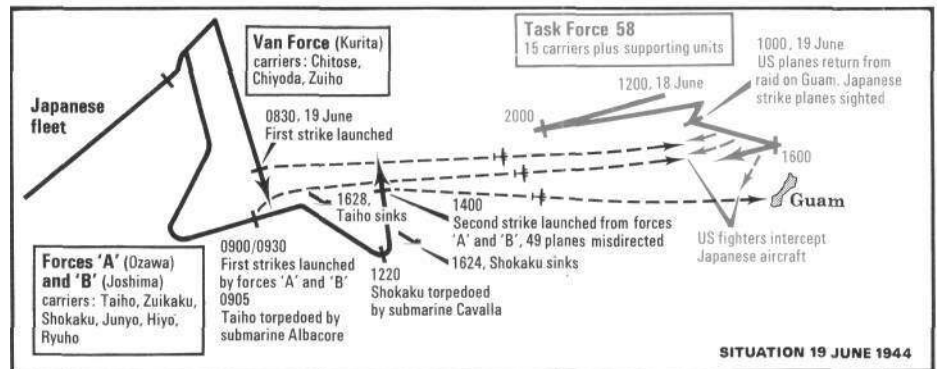 Japanese
fleet
Van Force (Kurita)
carriers: Chitose,
Chiyoda, Zuiho
0830, 19 June
First strike launched
Task Force 58
15 carriers plus supporting units
1200, 18 June
2000
1000, 19 June
US planes return from
raid on Guam. Japanese
strike planes sighted
1600
Guam
US fighters intercept
Japanese aircraft
1628,
Taiho sinks
1400
Second strike launched from forces
'A' and 'B', 49 planes misdirected
1624, Shokaku sinks
1220
Shokaku torpedoed
by submarine Cavalla
0900/0930
First strikes launched
by forces 'A' and 'B'
0905
Taiho torpedoed by
submarine Albacore
Forces 'A' (Ozawa)
and 'B' (Joshima)
carriers: Taiho, Zuikaku,
Shokaku, Junyo, Hiyo,
Ryuho
SITUATION 19 JUNE 1944